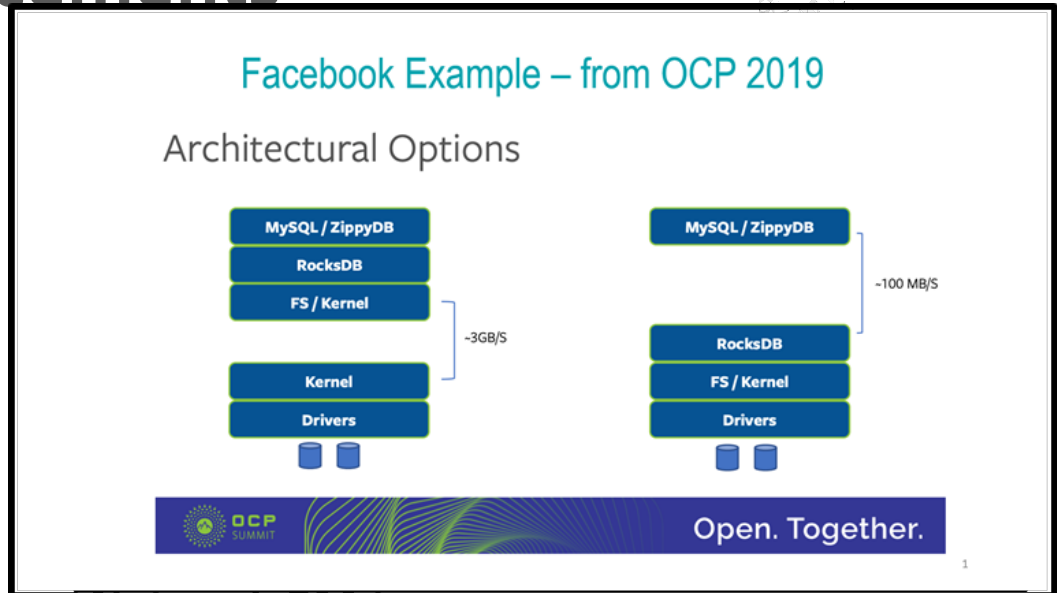 Facebook Example – from OCP 2019
Architectural Options
MySQL / ZippyDB
RocksDB
FS / Kernel
~3GB/S
Kernel
Drivers
MySQL / ZippyDB
~100 MB/S
RocksDB
FS / Kernel
Drivers
OCP
SUMMIT
Open. Together.
1